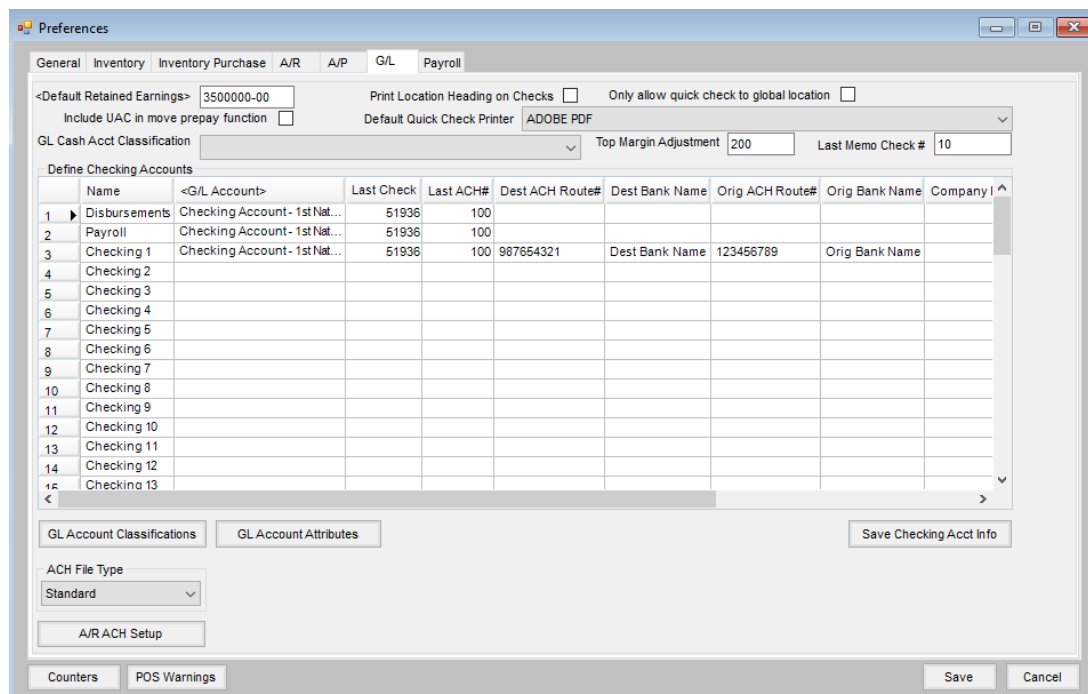 Preferences
General Inventory Inventory Purchase A/R A/P G/L Payroll
<Default Retained Earnings> 3500000-00 Print Location Heading on Checks Only allow quick check to global location
Include UAC in move prepay function Default Quick Check Printer ADOBE PDF
GL Cash Acct Classification Top Margin Adjustment 200 Last Memo Check # 10
Define Checking Accounts
Name <G/L Account> Last Check Last ACH# Dest ACH Route# Dest Bank Name Orig ACH Route# Orig Bank Name Company
1 Disbursements Checking Account - 1st Nat... 51936 100
2 Payroll Checking Account - 1st Nat... 51936 100
3 Checking 1 Checking Account - 1st Nat... 51936 100 987654321 Dest Bank Name 123456789 Orig Bank Name
4 Checking 2
5 Checking 3
6 Checking 4
7 Checking 5
8 Checking 6
9 Checking 7
10 Checking 8
11 Checking 9
12 Checking 10
13 Checking 11
14 Checking 12
15 Checking 13
GL Account Classifications GL Account Attributes Save Checking Acct Info
ACH File Type
Standard
A/R ACH Setup
Counters POS Warnings Save Cancel